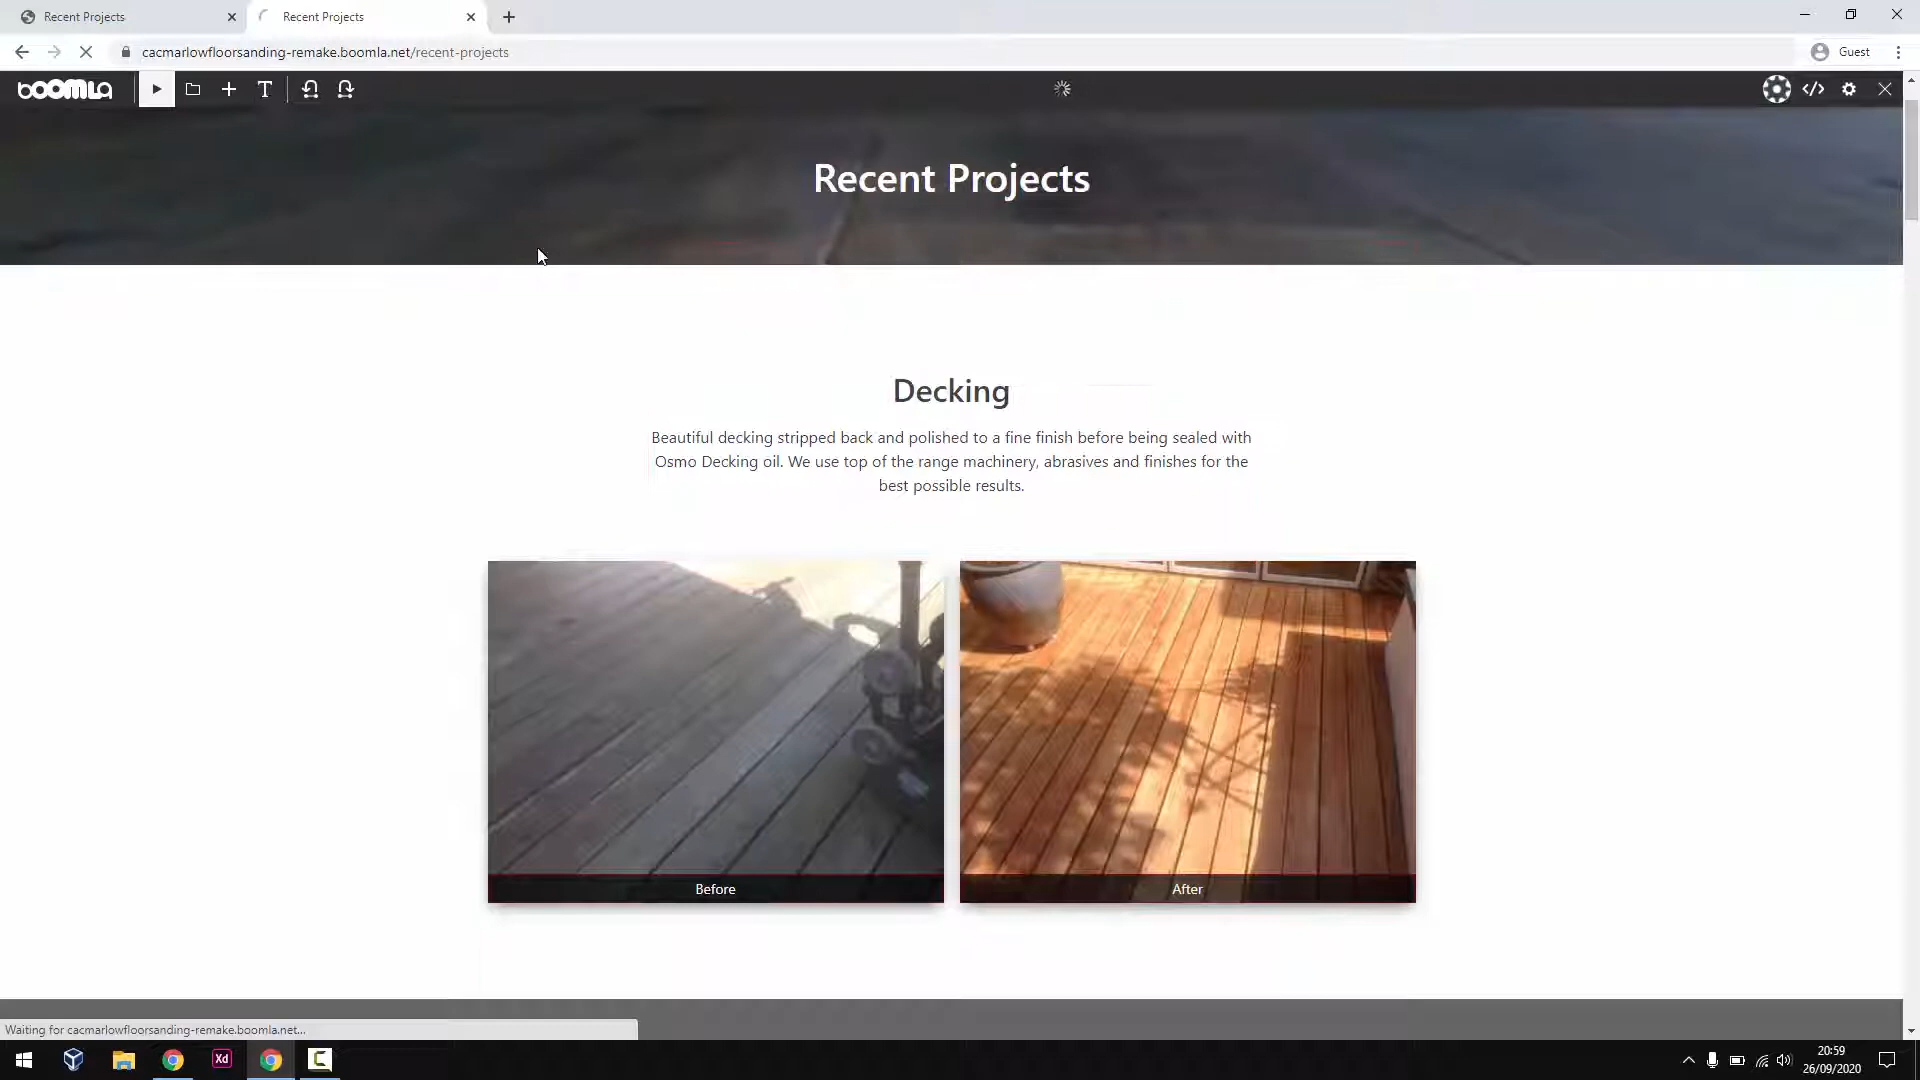 Recent Projects
Recent Projects
cacmarlowfloorsanding-remake.boomla.net/recent-projects
Guest
boomla
T
</>
Recent Projects
Decking
Beautiful decking stripped back and polished to a fine finish before being sealed with
Osmo Decking oil. We use top of the range machinery, abrasives and finishes for the
best possible results.
Before
After
Waiting for cacmarlowfloorsanding-remake.boomla.net...
Xd
20:59
26/09/2020